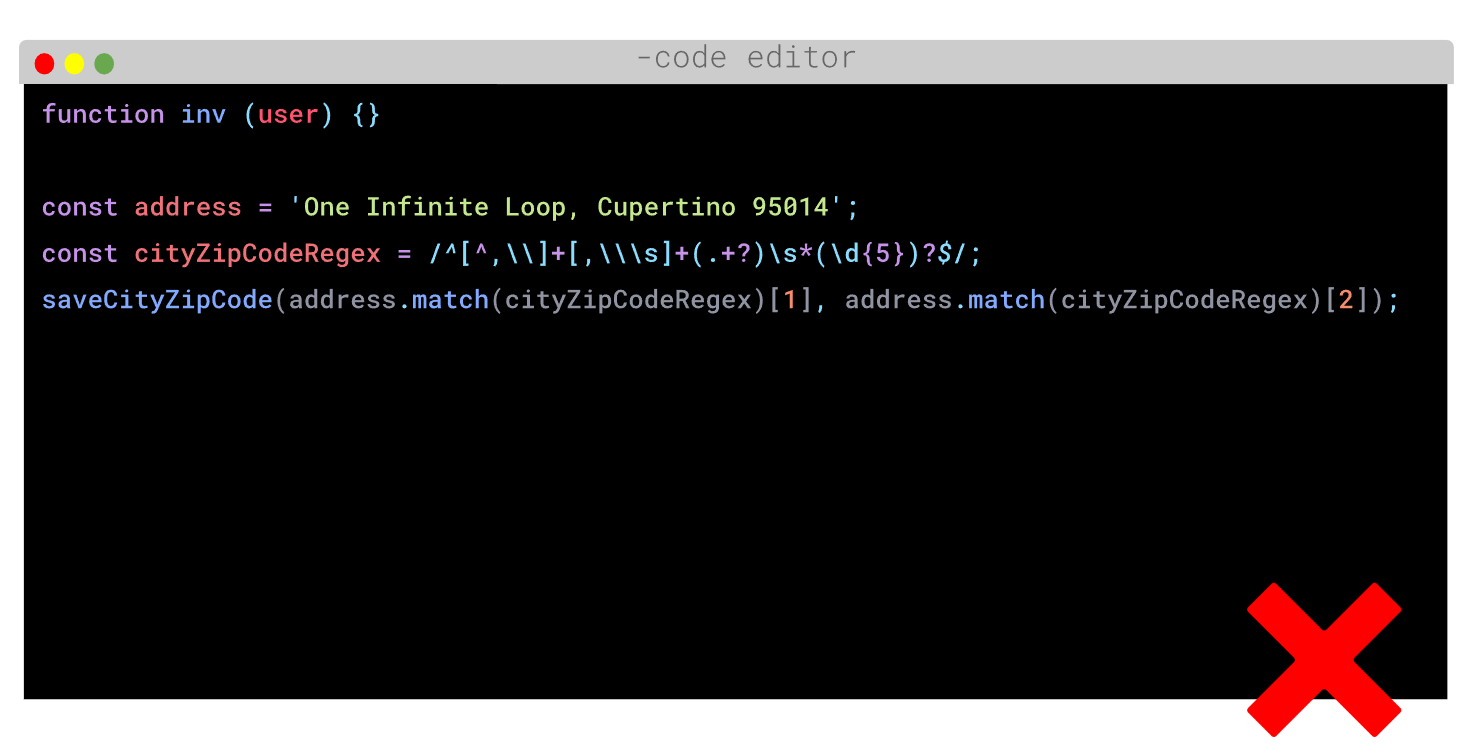 -code editor
function inv (user) {}
const address = 'One Infinite Loop, Cupertino 95014';
const cityZipCodeRegex = /^[^,\\]+[,\\\s]+(.+?)\s*(\d{5})?$/;
saveCityZipCode(address.match(cityZipCodeRegex)[1], address.match(cityZipCodeRegex)[2]);